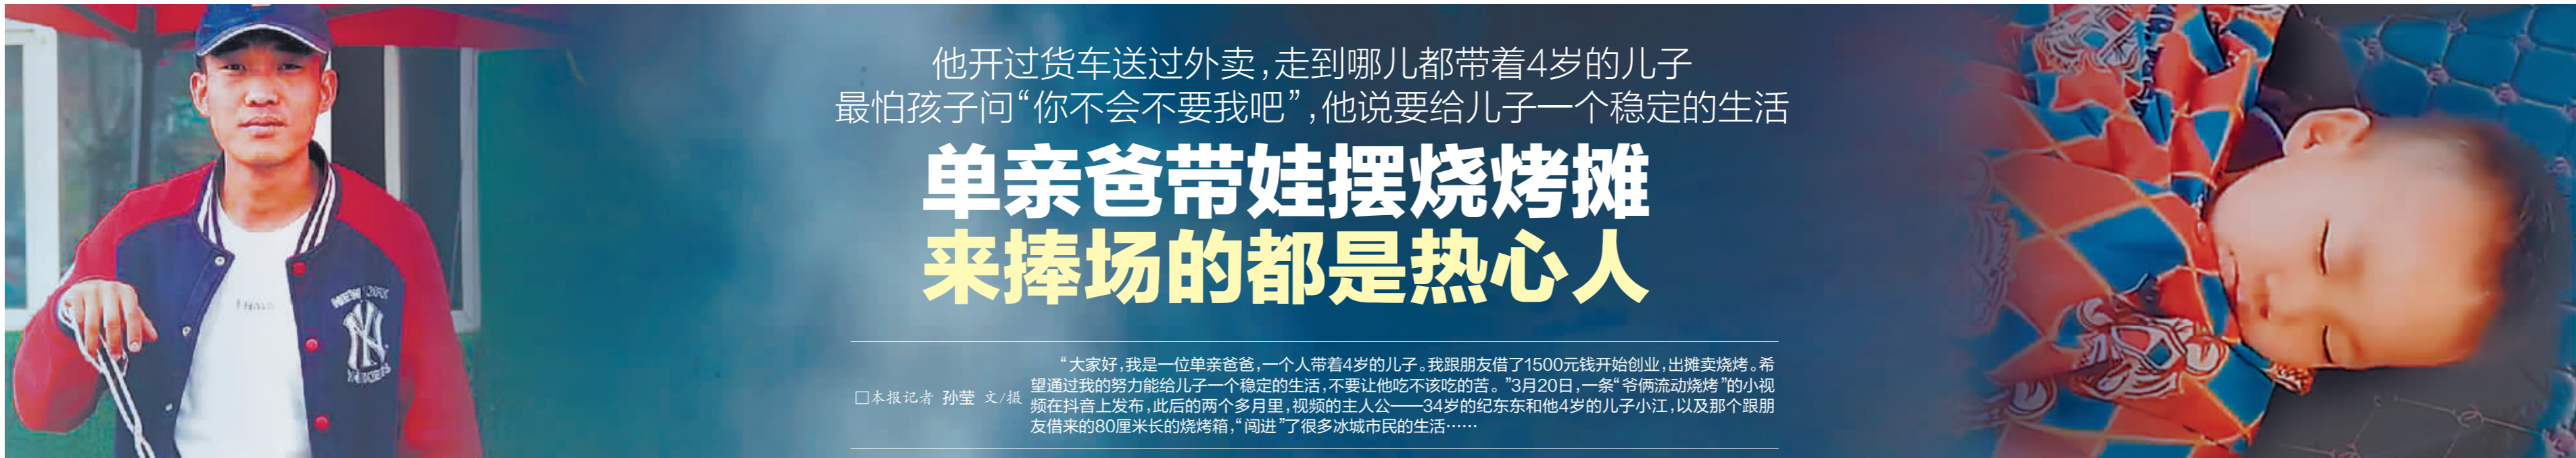 他开过货车送过外卖,走到哪儿都带着4岁的儿子
最怕孩子问“你不会不要我吧”,他说要给儿子一个稳定的生活
单亲爸带娃摆烧烤摊
来捧场的都是热心人
□本报记者 孙莹 文/摄
“大家好,我是一位单亲爸爸,一个人带着4岁的儿子。我跟朋友借了1500元钱开始创业,出摊卖烧烤。希
望通过我的努力能给儿子一个稳定的生活,不要让他吃不该吃的苦。”3月20日,一条“爷俩流动烧烤”的小视
频在抖音上发布,此后的两个多月里,视频的主人公——34岁的纪东东和他4岁的儿子小江,以及那个跟朋
友借来的80厘米长的烧烤箱,“闯进”了很多冰城市民的生活……
NEW YORK
NY
YANKEES